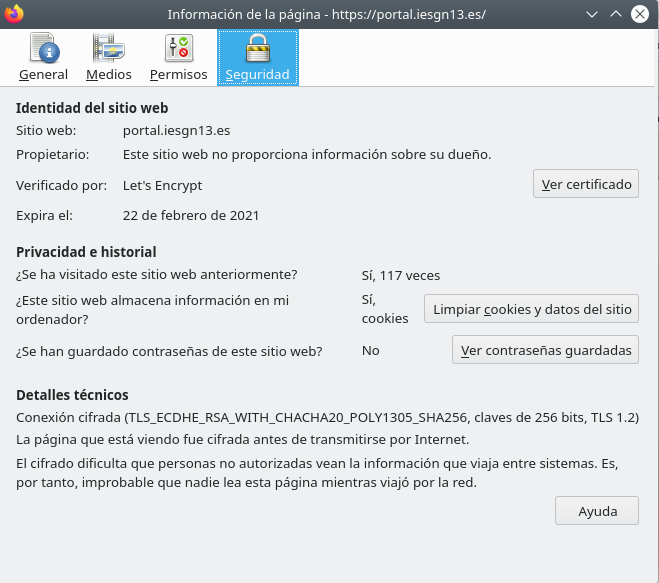 Información de la página - https://portal.iesgn13.es/
General
Medios
Permisos
Seguridad
Identidad del sitio web
Sitio web: portal.iesgn13.es
Propietario: Este sitio web no proporciona información sobre su dueño.
Verificado por: Let's Encrypt
Ver certificado
Expira el: 22 de febrero de 2021
Privacidad e historial
¿Se ha visitado este sitio web anteriormente? Sí, 117 veces
¿Este sitio web almacena información en mi
ordenador?
Sí,
cookies
Limpiar cookies y datos del sitio
¿Se han guardado contraseñas de este sitio web? No
Ver contraseñas guardadas
Detalles técnicos
Conexión cifrada (TLS_ECDHE_RSA_WITH_CHACHA20_POLY1305_SHA256, claves de 256 bits, TLS 1.2)
La página que está viendo fue cifrada antes de transmitirse por Internet.
El cifrado dificulta que personas no autorizadas vean la información que viaja entre sistemas. Es,
por tanto, improbable que nadie lea esta página mientras viajó por la red.
Ayuda